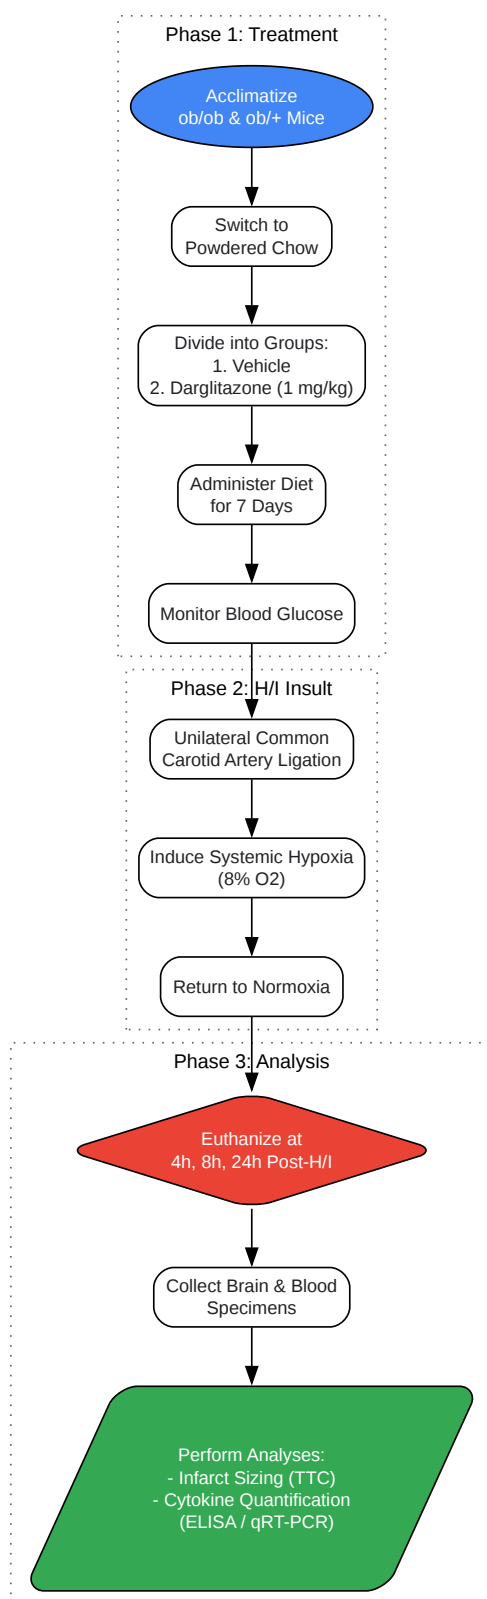 Phase 1: Treatment
Acclimatize
ob/ob & ob/+ Mice
Switch to
Powdered Chow
Divide into Groups:
1. Vehicle
2. Darglitazone (1 mg/kg)
Administer Diet
for 7 Days
Monitor Blood Glucose
Phase 2: H/I Insult
Unilateral Common
Carotid Artery Ligation
Induce Systemic Hypoxia
(8% O2)
Return to Normoxia
Phase 3: Analysis
Euthanize at
4h, 8h, 24h Post-H/I
Collect Brain & Blood
Specimens
Perform Analyses:
- Infarct Sizing (TTC)
- Cytokine Quantification
(ELISA / qRT-PCR)